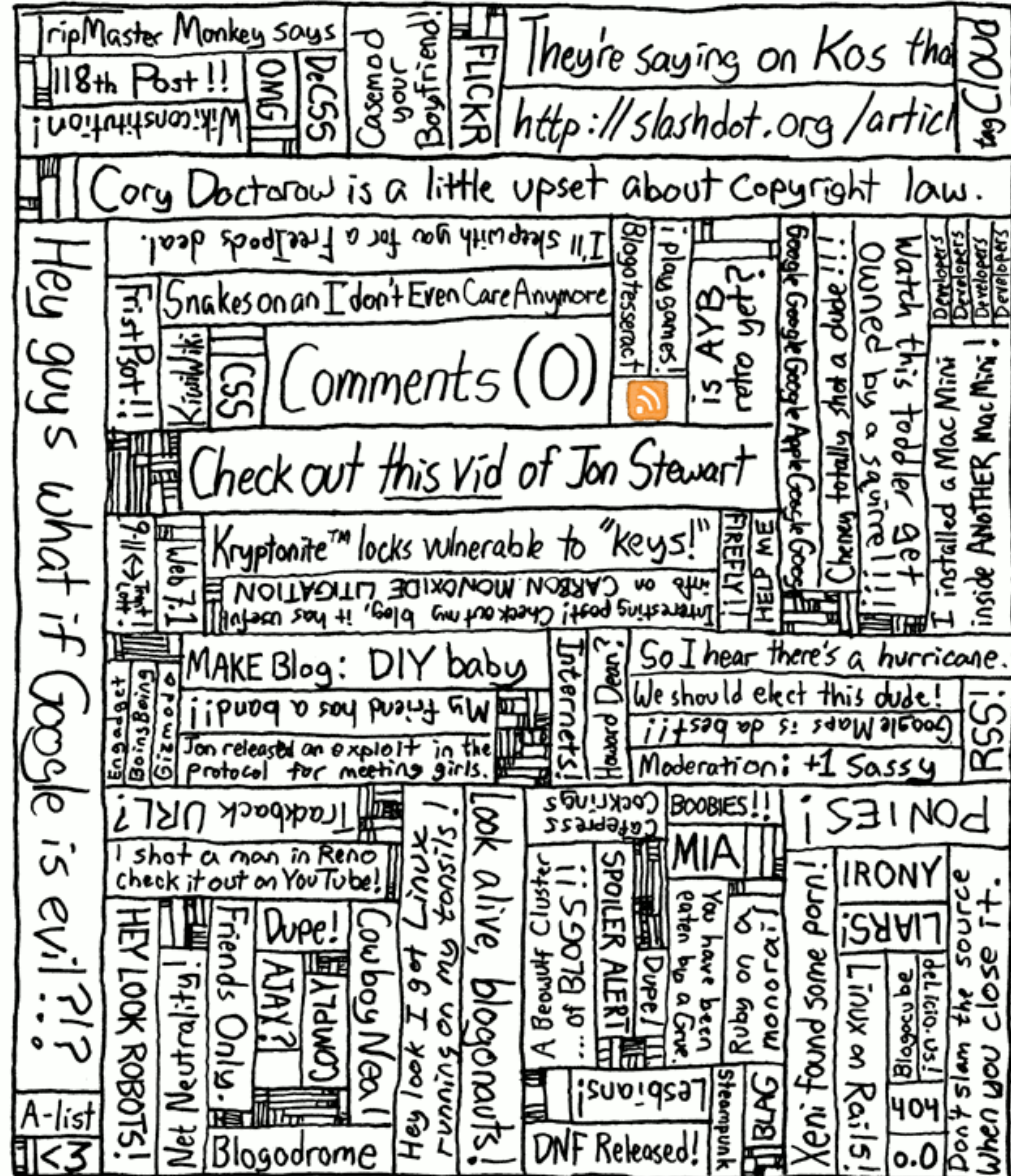 TripMaster Monkey says
118th Post!!
Wikiconstitution!
OMG
DeCSS
Casemod
your
Boyfriend!
FLICKR
They're saying on Kos tha
http://slashdot.org/articl
tag Cloud
Cory Doctorow is a little upset about copyright law.
Hey guys what if Google is evil?!?
I'll sleep with you for a FreeIpods deal.
FristPsot!!
Snakes on an I don't Even Care Anymore
KiwiWiki
CSS
Comments (0)
Blogotesseract
i play games!
is AYB
retro yet?
Google Google Google Apple Google Google
Cheney totally shot a dude!!!!
Watch this toddler get
Owned by a squirrel!!!
Developers
Developers
Developers
Developers
I installed a Mac Mini
inside ANOTHER Mac Mini!
Check out this vid of Jon Stewart
9-11<->Trent
Lott!
Web 7.1
Kryptonite™ locks vulnerable to "keys!"
Interesting post! Check out my blog, it has useful
info on CARBON MONOXIDE LITIGATION
FIREFLY!!
HELP ME
Engadget
BoingBoing
Gizmodo
MAKE Blog: DIY baby
My friend has a band!!
Jon released an exploit in the
protocol for meeting girls.
Internets!
Howard Dean?
So I hear there's a hurricane.
We should elect this dude!
Google Maps is da best!!
Moderation: +1 Sassy
RSS!
Trackback URL?
I shot a man in Reno
check it out on YouTube!
HEY LOOK ROBOTS!
Net Neutrality!
Friends Only.
Dupe!
AJAX?
COMPLY
CowboyNeal
Blogodrome
Hey look I got Linux
running on my tonsils!
Look alive, blogonauts!
Cafepress
Cockrings
A Beowulf Cluster
... of BLOGS!!
SPOILER ALERT
Dupe!
BOOBIES!!
MIA
You have been
eaten by a Grue.
Ruby on
a monorail
Lesbians!
DNF Released!
Steampunk
BLAG
PONIES!
Xeni found some porn!
IRONY
LIARS!
Linux on Rails!
del.icio.us!
Blogocube
404
0.0
Don't slam the source
When you close it.
A-list
<3